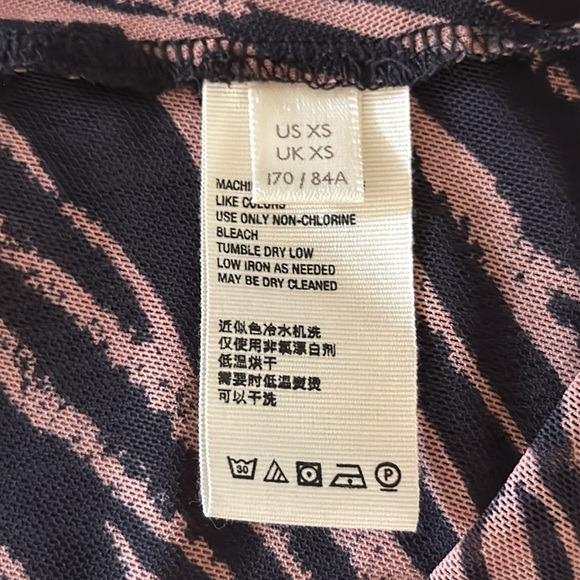 US XS
UK XS
170 / 84A
LIKE COLORS
USE ONLY NON-CHLORINE
BLEACH
TUMBLE DRY LOW
LOW IRON AS NEEDED
MAY BE DRY CLEANED
近似色冷水机洗
仅使用非氯漂白剂
低温烘干
需要时低温熨烫
可以干洗
30
P